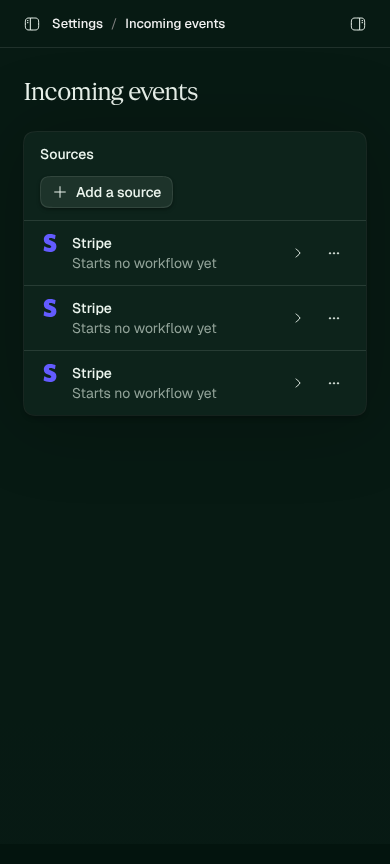 Settings / Incoming events
Incoming events
Sources
Add a source
Stripe
Starts no workflow yet
Stripe
Starts no workflow yet
Stripe
Starts no workflow yet